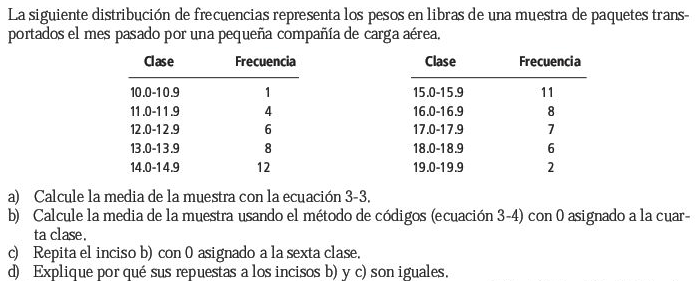 La siguiente distribución de frecuencias representa los pesos en libras de una muestra de paquetes trans-
portados el mes pasado por una pequeña compañía de carga aérea.
Clase Frecuencia Clase Frecuencia
10.0-10.9 1 15.0-15.9 11
11.0-11.9 4 16.0-16.9 8
12.0-12.9 6 17.0-17.9 7
13.0-13.9 8 18.0-18.9 6
14.0-14.9 12 19.0-19.9 2
a) Calcule la media de la muestra con la ecuación 3-3.
b) Calcule la media de la muestra usando el método de códigos (ecuación 3-4) con 0 asignado a la cuar-
ta clase.
c) Repita el inciso b) con 0 asignado a la sexta clase.
d) Explique por qué sus repuestas a los incisos b) y c) son iguales.